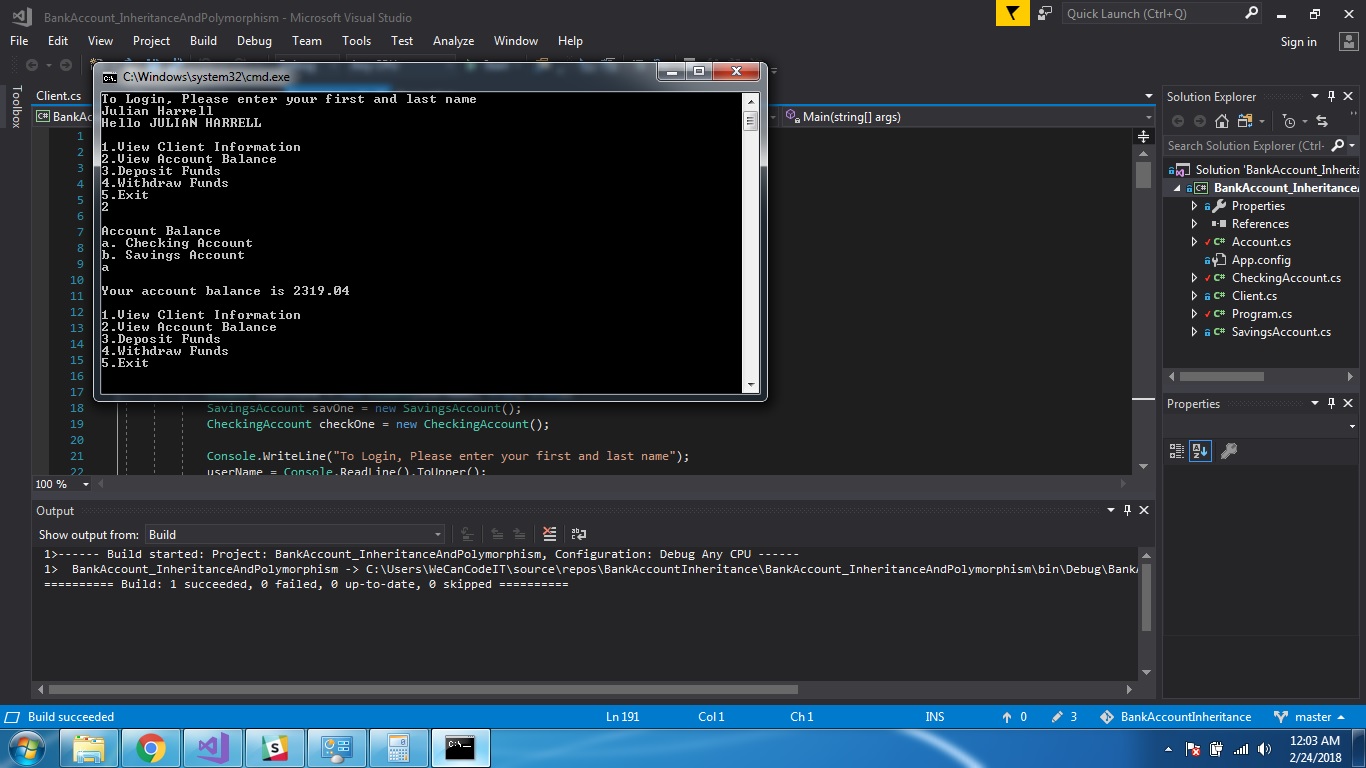 BankAccount_InheritanceAndPolymorphism - Microsoft Visual Studio
Quick Launch (Ctrl+Q)
File Edit View Project Build Debug Team Tools Test Analyze Window Help
Sign in
Toolbox
Client.cs
BankAc
Main(string[] args)
C:\Windows\system32\cmd.exe
To Login, Please enter your first and last name
Julian Harrell
Hello JULIAN HARRELL
1.View Client Information
2.View Account Balance
3.Deposit Funds
4.Withdraw Funds
5.Exit
2
Account Balance
a. Checking Account
b. Savings Account
a
Your account balance is 2319.04
1.View Client Information
2.View Account Balance
3.Deposit Funds
4.Withdraw Funds
5.Exit
1
2
3
4
5
6
7
8
9
10
11
12
13
14
15
16
17
18 SavingsAccount savOne = new SavingsAccount();
19 CheckingAccount checkOne = new CheckingAccount();
20
21 Console.WriteLine("To Login, Please enter your first and last name");
22 userName = Console.ReadLine().ToUpper();
100 %
Solution Explorer
Search Solution Explorer (Ctrl-
Solution 'BankAccount_Inherita
BankAccount_Inheritance
Properties
References
Account.cs
App.config
CheckingAccount.cs
Client.cs
Program.cs
SavingsAccount.cs
Properties
Output
Show output from: Build
1>------ Build started: Project: BankAccount_InheritanceAndPolymorphism, Configuration: Debug Any CPU ------
1>  BankAccount_InheritanceAndPolymorphism -> C:\Users\WeCanCodeIT\source\repos\BankAccountInheritance\BankAccount_InheritanceAndPolymorphism\bin\Debug\BankA
========== Build: 1 succeeded, 0 failed, 0 up-to-date, 0 skipped ==========
Build succeeded Ln 191 Col 1 Ch 1 INS 0 3 BankAccountInheritance master
12:03 AM
2/24/2018